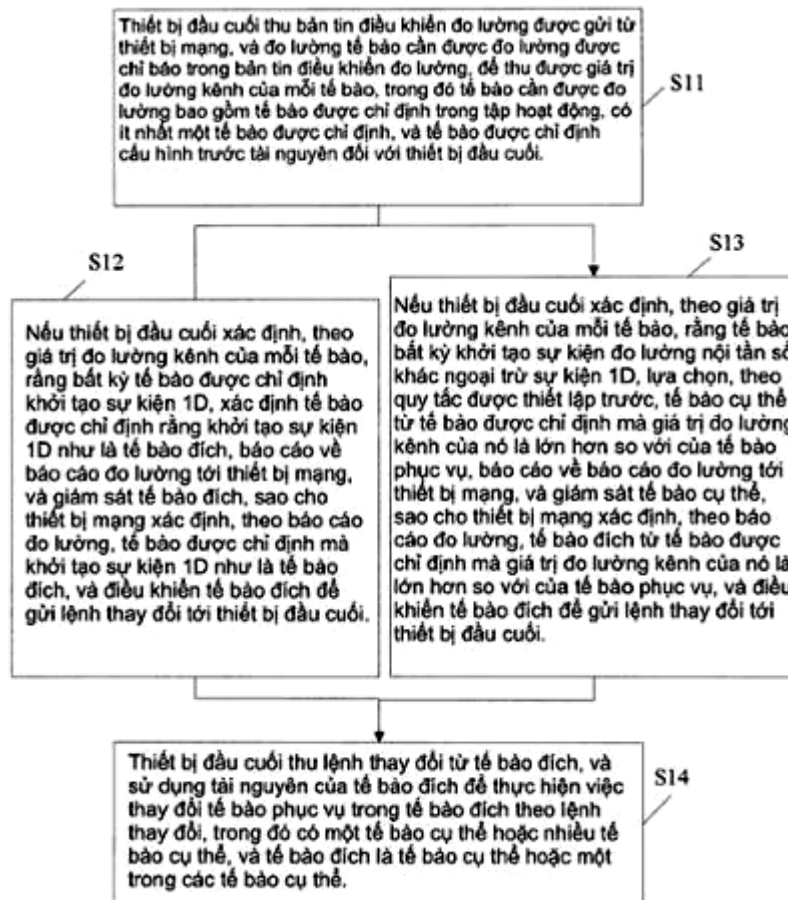 Thiết bị đầu cuối thu bản tin điều khiển đo lường được gửi từ
thiết bị mạng, và đo lường tế bào cần được đo lường được
chỉ báo trong bản tin điều khiển đo lường, để thu được giá trị
đo lường kênh của mỗi tế bào, trong đó tế bào cần được đo
lường bao gồm tế bào được chỉ định trong tập hoạt động, có
ít nhất một tế bào được chỉ định, và tế bào được chỉ định
cấu hình trước tài nguyên đối với thiết bị đầu cuối.
S11
S12
Nếu thiết bị đầu cuối xác định, theo
giá trị đo lường kênh của mỗi tế bào,
rằng bất kỳ tế bào được chỉ định
khởi tạo sự kiện 1D, xác định tế bào
được chỉ định rằng khởi tạo sự kiện
1D như là tế bào đích, báo cáo về
báo cáo đo lường tới thiết bị mạng,
và giám sát tế bào đích, sao cho
thiết bị mạng xác định, theo báo cáo
đo lường, tế bào được chỉ định mà
khởi tạo sự kiện 1D như là tế bào
đích, và điều khiển tế bào đích để
gửi lệnh thay đổi tới thiết bị đầu cuối.
S13
Nếu thiết bị đầu cuối xác định, theo giá trị
đo lường kênh của mỗi tế bào, rằng tế bào
bất kỳ khởi tạo sự kiện đo lường nội tần số
khác ngoại trừ sự kiện 1D, lựa chọn, theo
quy tắc được thiết lập trước, tế bào cụ thể
từ tế bào được chỉ định mà giá trị đo lường
kênh của nó là lớn hơn so với của tế bào
phục vụ, báo cáo về báo cáo đo lường tới
thiết bị mạng, và giám sát tế bào cụ thể,
sao cho thiết bị mạng xác định, theo báo
cáo đo lường, tế bào đích từ tế bào được
chỉ định mà giá trị đo lường kênh của nó là
lớn hơn so với của tế bào phục vụ, và điều
khiển tế bào đích để gửi lệnh thay đổi tới
thiết bị đầu cuối.
Thiết bị đầu cuối thu lệnh thay đổi từ tế bào đích, và
sử dụng tài nguyên của tế bào đích để thực hiện việc
thay đổi tế bào phục vụ trong tế bào đích theo lệnh
thay đổi, trong đó có một tế bào cụ thể hoặc nhiều tế
bào cụ thể, và tế bào đích là tế bào cụ thể hoặc một
trong các tế bào cụ thể.
S14